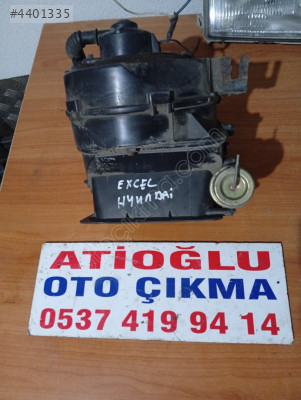 #4401335
EXCEL
HYUNDAI
ATİOĞLU
OTO ÇIKMA
0537 419 94 14